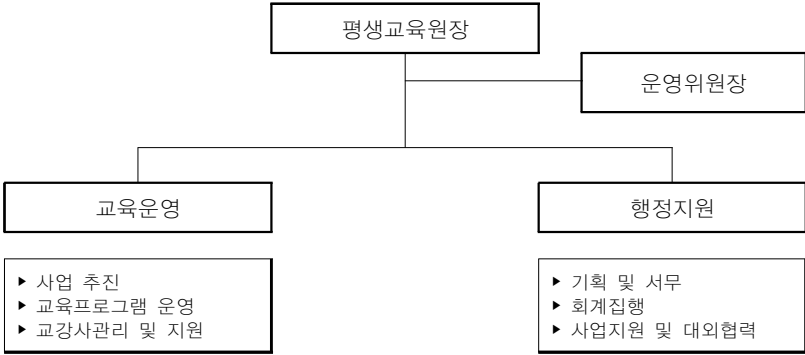 평생교육원장
운영위원장
교육운영
행정지원
▶ 사업 추진
▶ 교육프로그램 운영
▶ 교강사관리 및 지원
▶ 기획 및 서무
▶ 회계집행
▶ 사업지원 및 대외협력